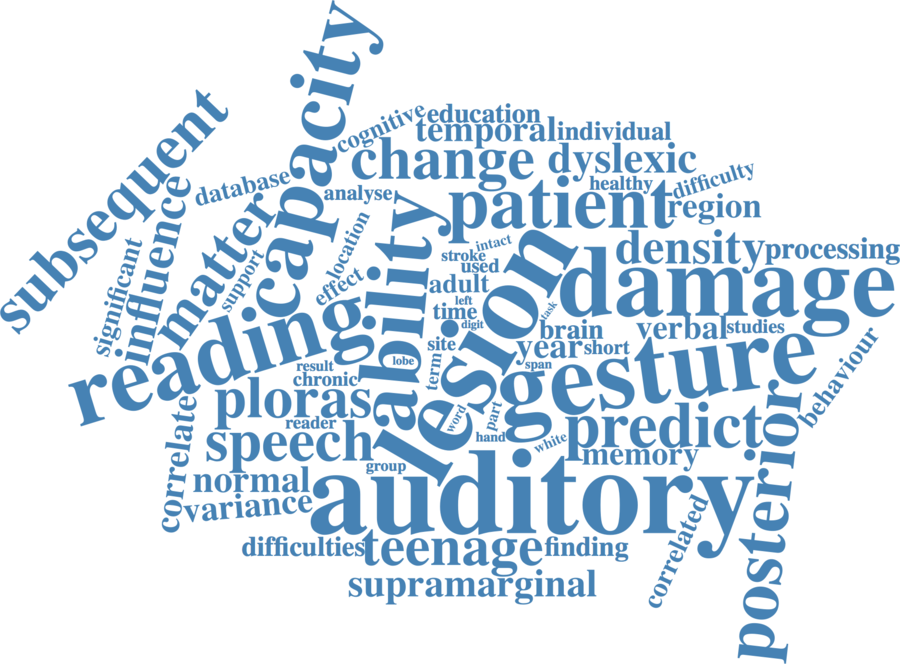 capacity
subsequent
cognitive
education
temporal
individual
change
dyslexic
database
analyse
healthy
difficulty
patient
region
influence
matter
location
ability
intact
stroke
used
density
processing
significant
support
effect
adult
lesion
damage
left
time
digit
task
brain
verbal
studies
reading
site
year
short
gesture
behaviour
lobe
span
result
chronic
term
ploras
reader
word
part
predict
posterior
correlate
speech
hand
white
memory
group
normal
variance
auditory
correlated
difficulties
teenage
finding
supramarginal